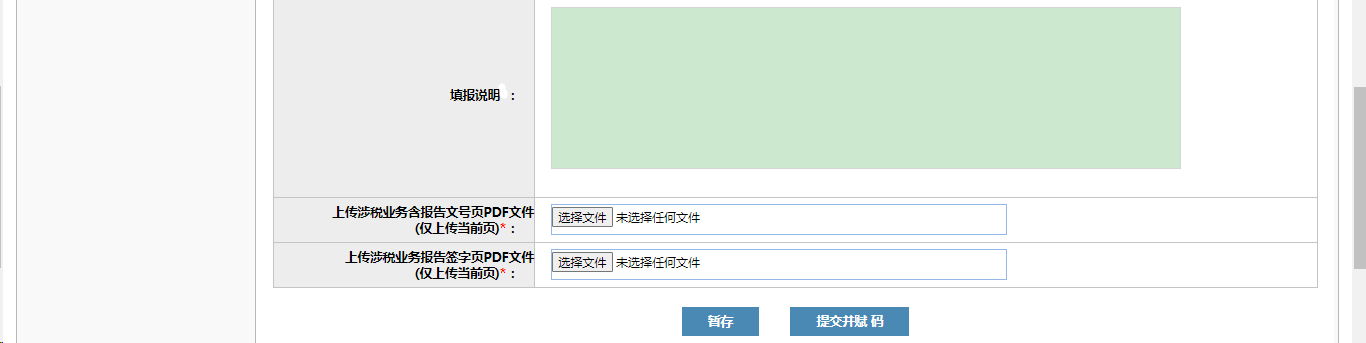 填报说明 ：
上传涉税业务含报告文号页PDF文件
(仅上传当前页)*：
选择文件 未选择任何文件
上传涉税业务报告签字页PDF文件
(仅上传当前页)*：
选择文件 未选择任何文件
暂存 提交并赋 码